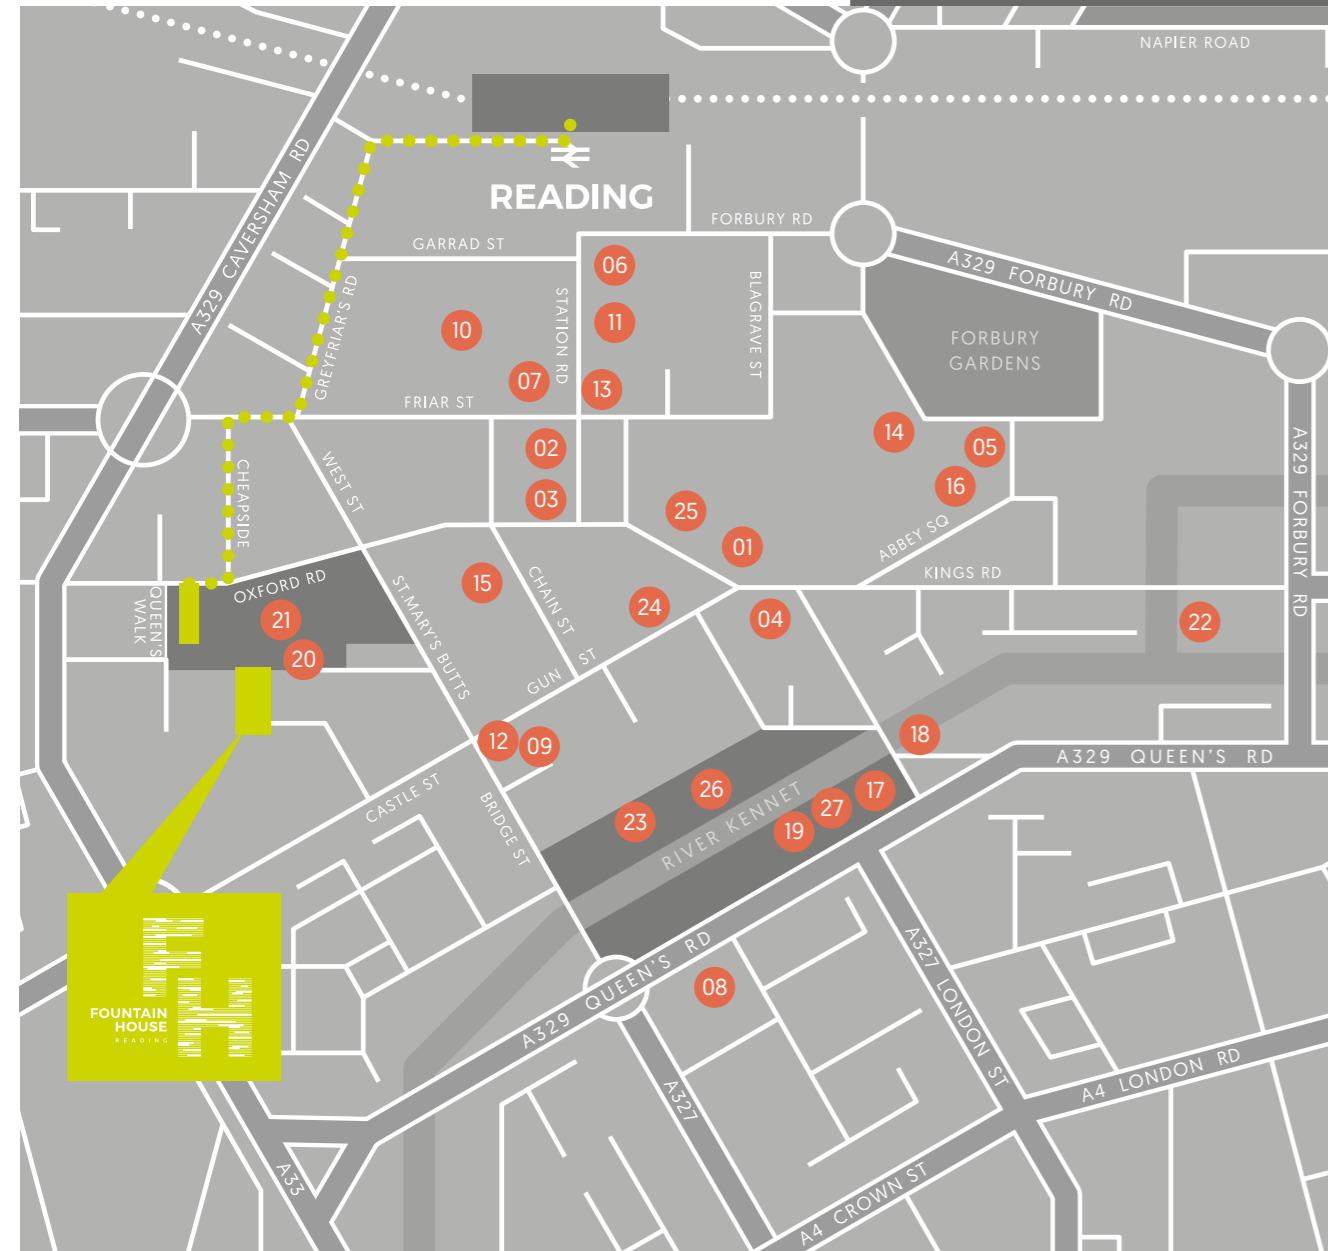 NAPIER ROAD
READING
A329 CAVERSHAM RD
FORBURY RD
GARRAD ST
06
A329 FORBURY RD
STATION RD
BLAGRAVE ST
GREYFRIAR'S RD
10
11
FORBURY
GARDENS
07
13
FRIAR ST
14
05
02
WEST ST
CHEAPSIDE
03
16
A329 FORBURY RD
25
ABBEY SQ
01
OXFORD RD
15
CHAIN ST
KINGS RD
QUEEN'S
WALK
21
24
04
22
ST.MARY'S BUTTS
20
GUN ST
12
09
18
A329 QUEEN'S RD
CASTLE ST
BRIDGE ST
26
RIVER KENNET
17
27
23
19
A329 QUEEN'S RD
08
A327 LONDON ST
FH
FOUNTAIN
HOUSE
READING
A327
A4 LONDON RD
A33
A4 CROWN ST